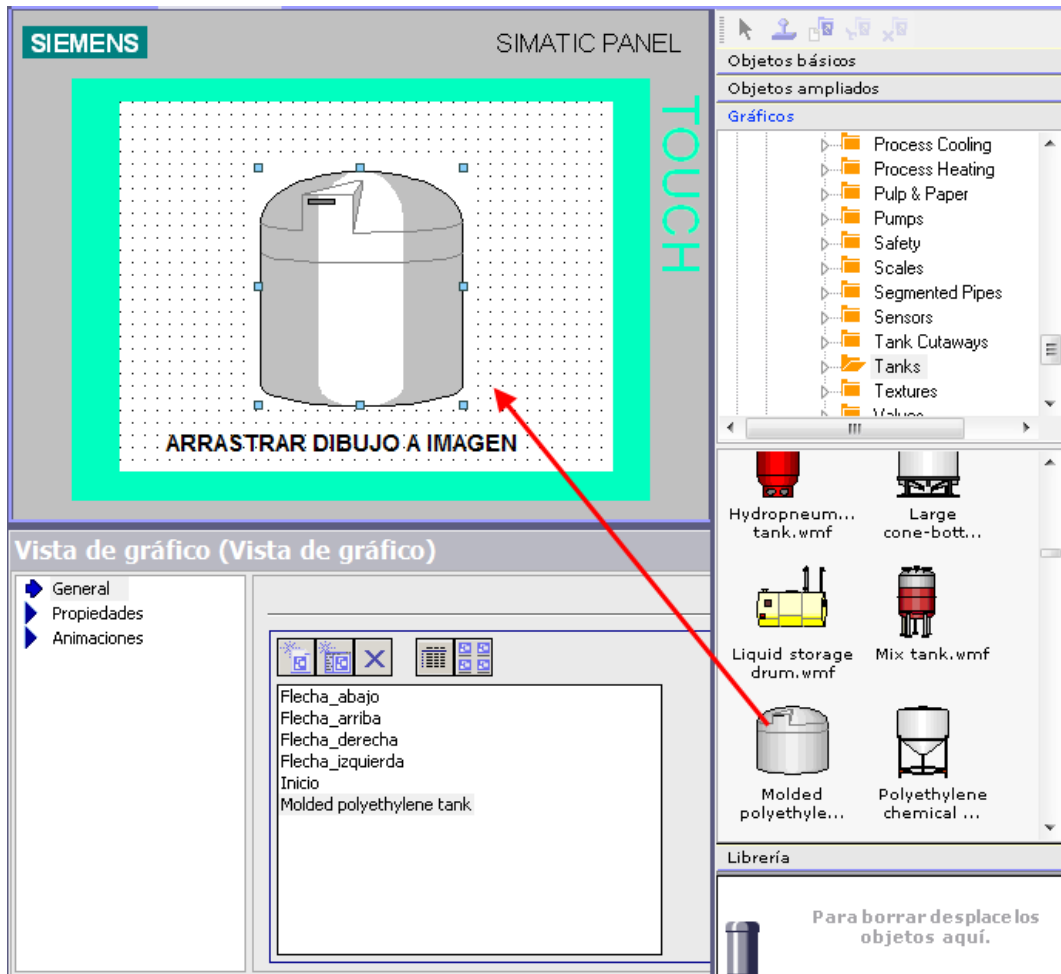 SIEMENS
SIMATIC PANEL
TOUCH
ARRASTRAR DIBUJO A IMAGEN
Objetos básicos
Objetos ampliados
Gráficos
Process Cooling
Process Heating
Pulp & Paper
Pumps
Safety
Scales
Segmented Pipes
Sensors
Tank Cutaways
Tanks
Textures
Values
Hydropneum...
tank.wmf
Large
cone-bott...
Liquid storage
drum.wmf
Mix tank.wmf
Molded
polyethyle...
Polyethylene
chemical ...
Librería
Para borrar desplace los
objetos aquí.
Vista de gráfico (Vista de gráfico)
General
Propiedades
Animaciones
Flecha_abajo
Flecha_arriba
Flecha_derecha
Flecha_izquierda
Inicio
Molded polyethylene tank